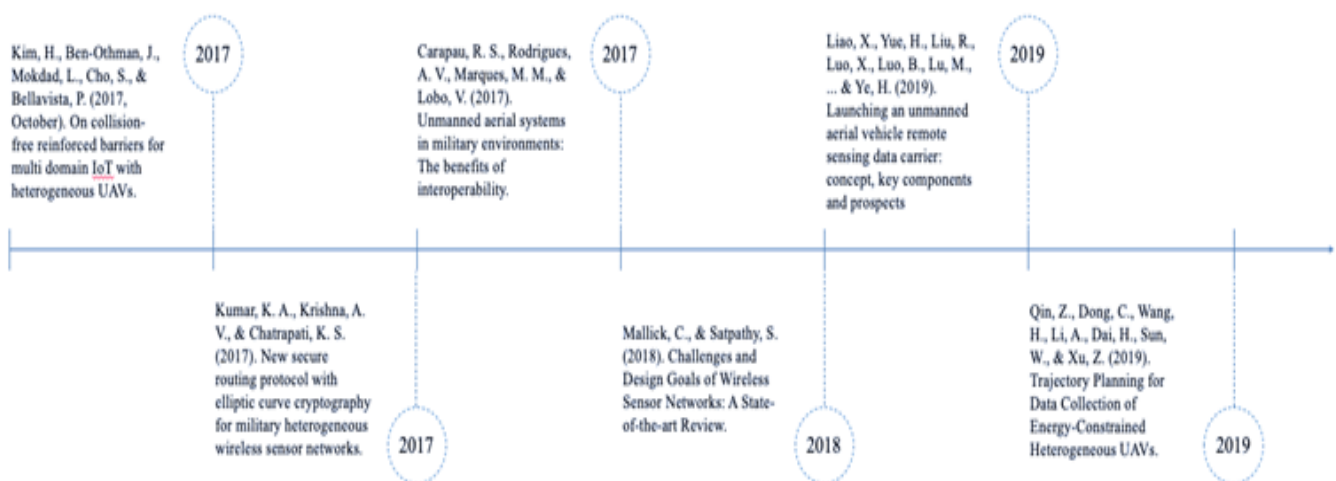 Kim, H., Ben-Othman, J.,
Mokdad, L., Cho, S., &
Bellavista, P. (2017,
October). On collision-
free reinforced barriers for
multi domain IoT with
heterogeneous UAVs.
2017
Kumar, K. A., Krishna, A.
V., & Chatrapati, K. S.
(2017). New secure
routing protocol with
elliptic curve cryptography
for military heterogeneous
wireless sensor networks.
2017
Carapau, R. S., Rodrigues,
A. V., Marques, M. M., &
Lobo, V. (2017).
Unmanned aerial systems
in military environments:
The benefits of
interoperability.
2017
Mallick, C., & Satpathy, S.
(2018). Challenges and
Design Goals of Wireless
Sensor Networks: A State-
of-the-art Review.
2018
Liao, X., Yue, H., Liu, R.,
Luo, X., Luo, B., Lu, M.,
... & Ye, H. (2019).
Launching an unmanned
aerial vehicle remote
sensing data carrier:
concept, key components
and prospects
2019
Qin, Z., Dong, C., Wang,
H., Li, A., Dai, H., Sun,
W., & Xu, Z. (2019).
Trajectory Planning for
Data Collection of
Energy-Constrained
Heterogeneous UAVs.
2019